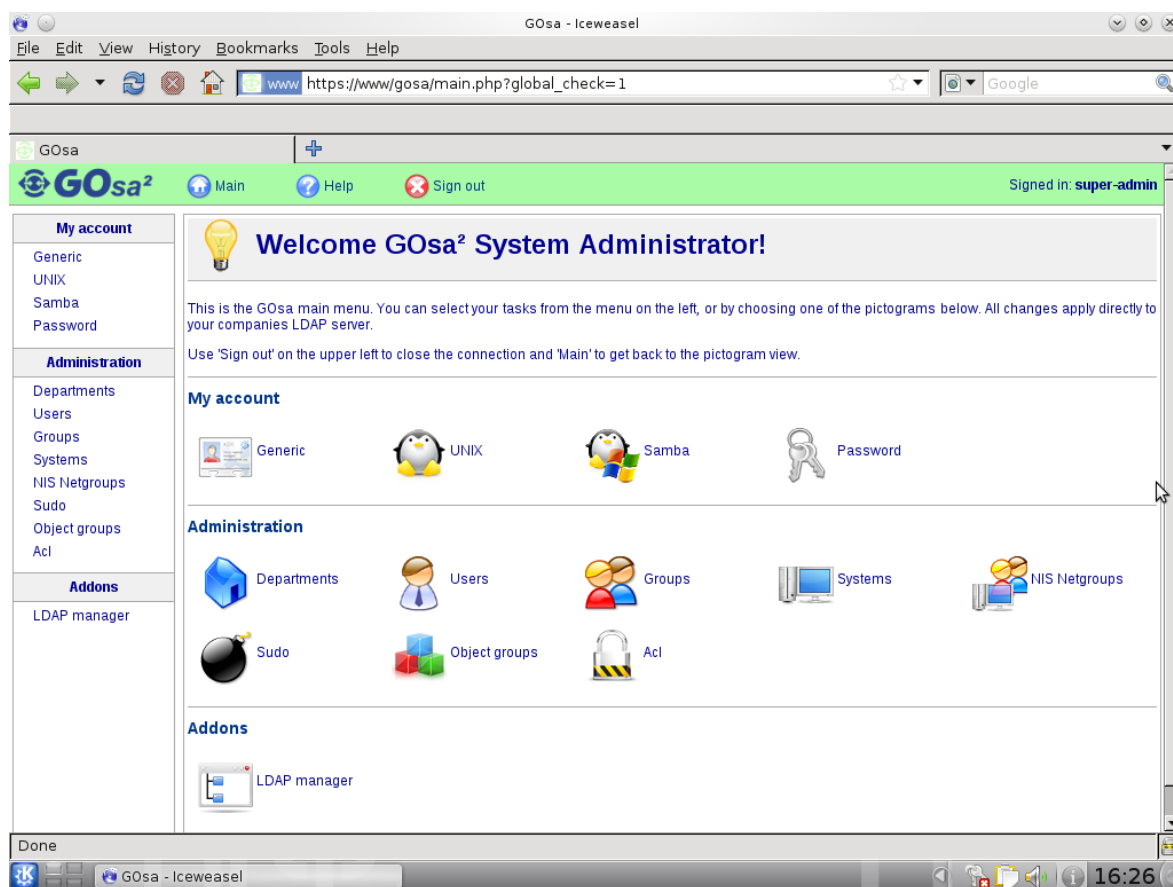 GOsa - Iceweasel
File Edit View History Bookmarks Tools Help
www https://www/gosa/main.php?global_check=1 Google
GOsa
GOsa² Main Help Sign out Signed in: super-admin
My account
Generic
UNIX
Samba
Password
Administration
Departments
Users
Groups
Systems
NIS Netgroups
Sudo
Object groups
Acl
Addons
LDAP manager
Welcome GOsa² System Administrator!
This is the GOsa main menu. You can select your tasks from the menu on the left, or by choosing one of the pictograms below. All changes apply directly to
your companies LDAP server.
Use 'Sign out' on the upper left to close the connection and 'Main' to get back to the pictogram view.
My account
Generic UNIX Samba Password
Administration
Departments Users Groups Systems NIS Netgroups
Sudo Object groups Acl
Addons
LDAP manager
Done
GOsa - Iceweasel 16:26